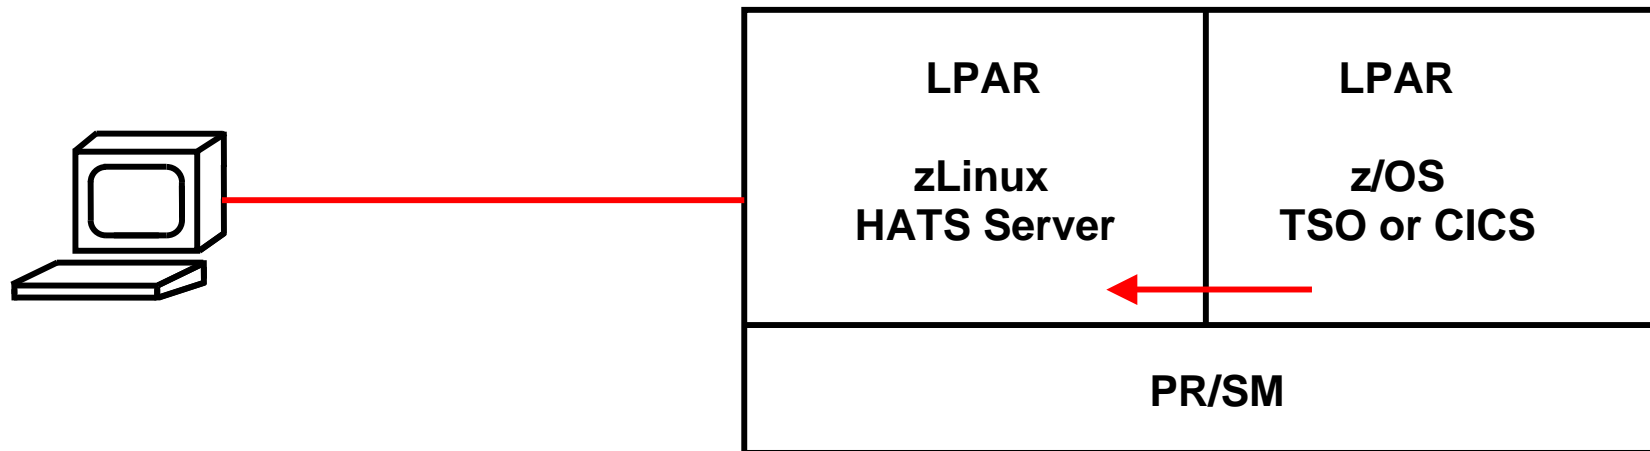 LPAR
zLinux
HATS Server
LPAR
z/OS
TSO or CICS
PR/SM